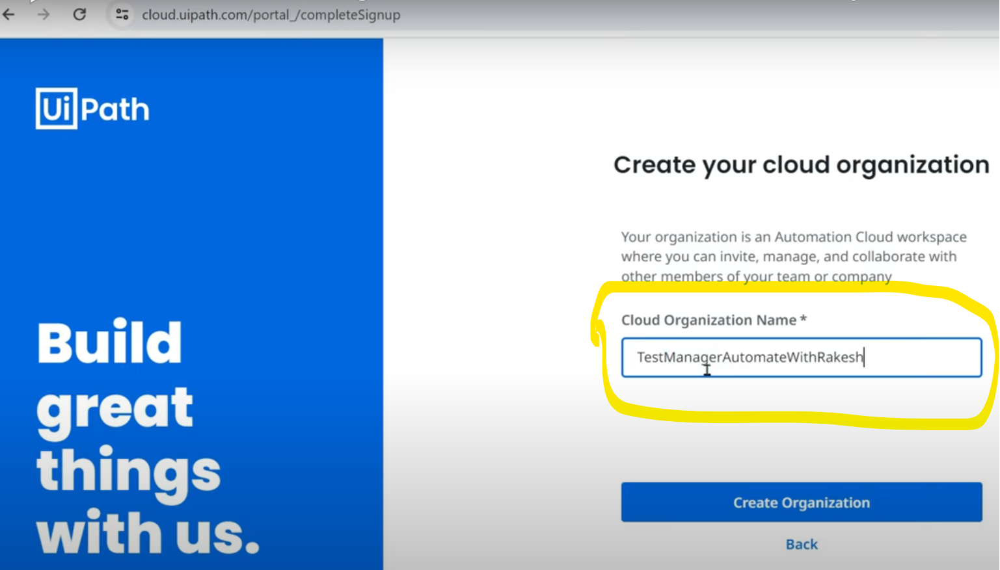 cloud.uipath.com/portal_/completeSignup
UiPath
Create your cloud organization
Your organization is an Automation Cloud workspace
where you can invite, manage, and collaborate with
other members of your team or company
Cloud Organization Name *
TestManagerAutomateWithRakesh
Build
great
things
with us.
Create Organization
Back